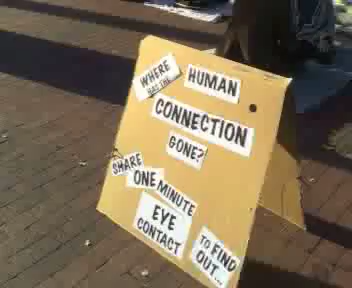 WHERE
HAS THE
HUMAN
CONNECTION
GONE?
SHARE
ONE MINUTE
EYE
CONTACT
TO FIND
OUT...